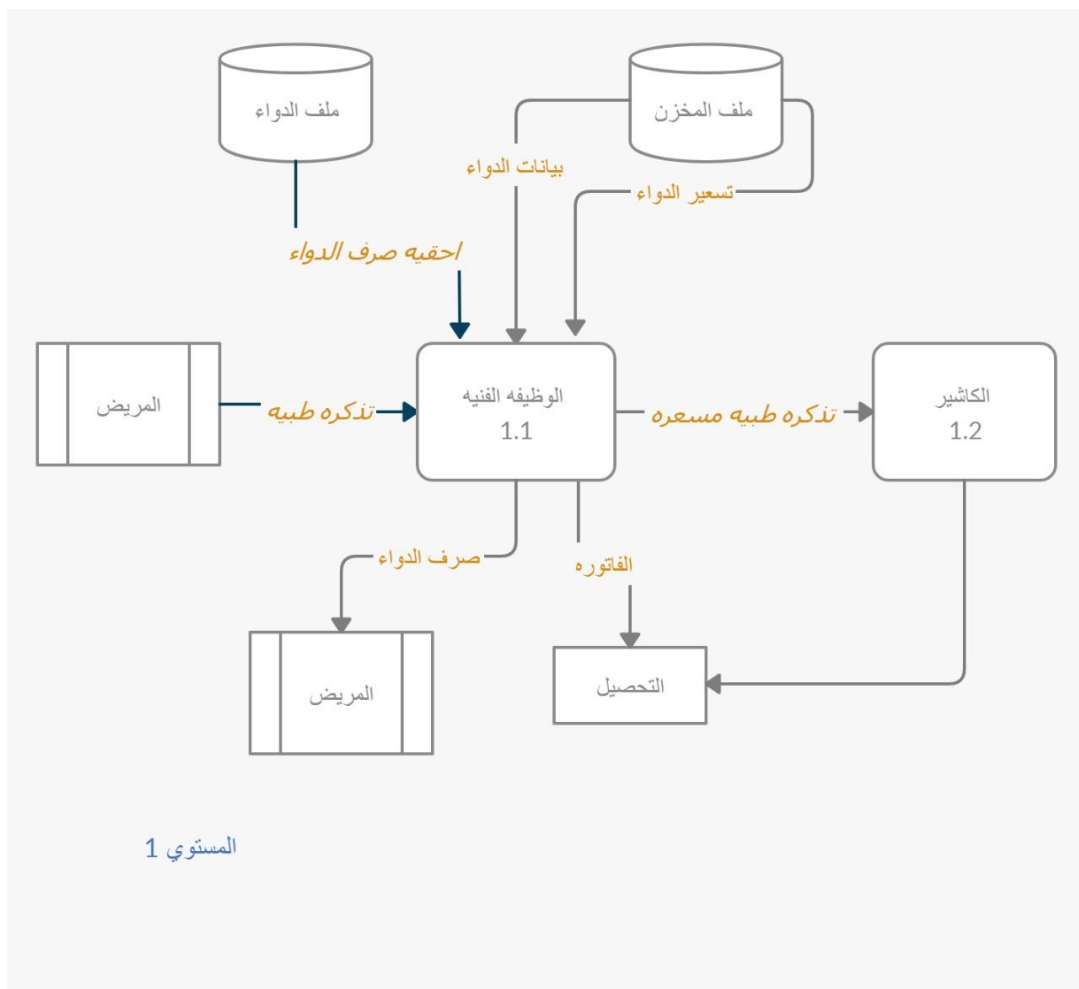 ملف الدواء
ملف المخزن
بيانات الدواء
تسعير الدواء
احقيه صرف الدواء
المريض
تذكره طبيه
الوظيفه الفنيه
1.1
تذكره طبيه مسعره
الكاشير
1.2
صرف الدواء
الفاتوره
المريض
التحصيل
المستوي 1